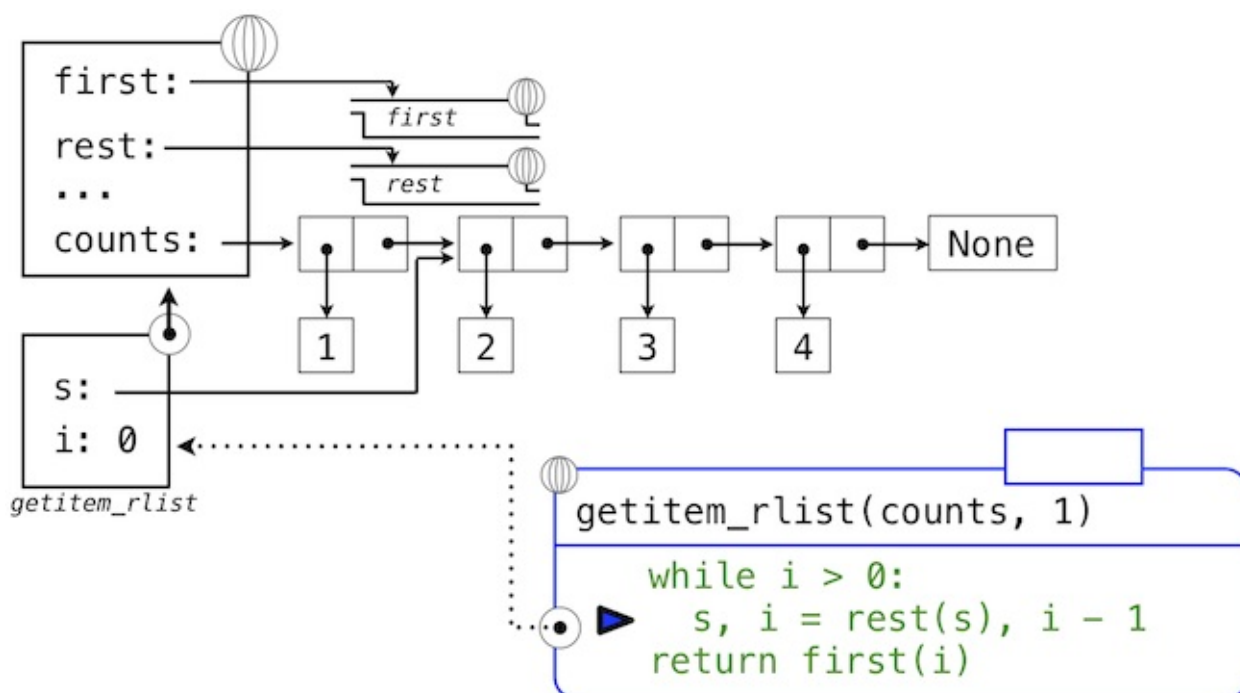 first:
first
rest:
rest
...
counts:
None
1 2 3 4
s:
i: 0
getitem_rlist
getitem_rlist(counts, 1)
while i > 0:
s, i = rest(s), i - 1
return first(i)